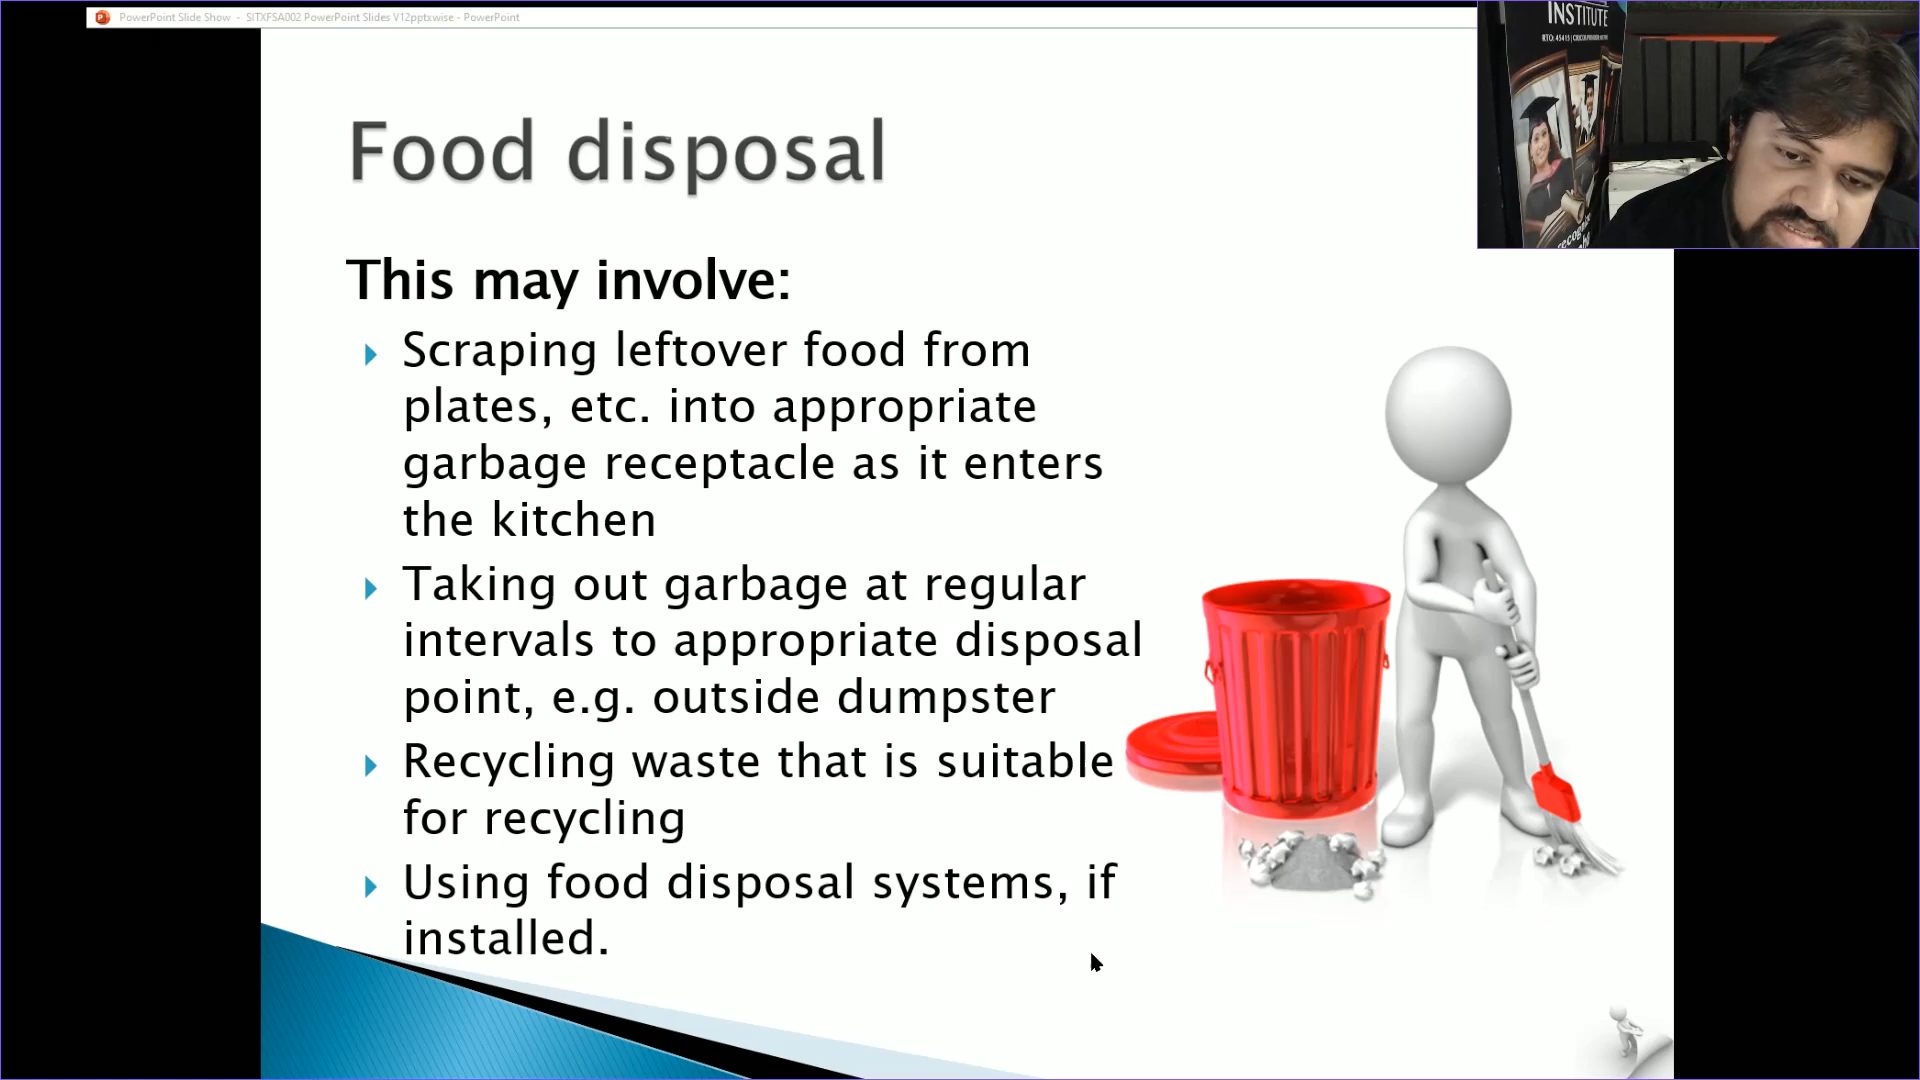 PowerPoint Slide Show - SITXFSA002 PowerPoint Slides V12pptxwise - PowerPoint
INSTITUTE
Food disposal
This may involve:
Scraping leftover food from
plates, etc. into appropriate
garbage receptacle as it enters
the kitchen
Taking out garbage at regular
intervals to appropriate disposal
point, e.g. outside dumpster
Recycling waste that is suitable
for recycling
Using food disposal systems, if
installed.